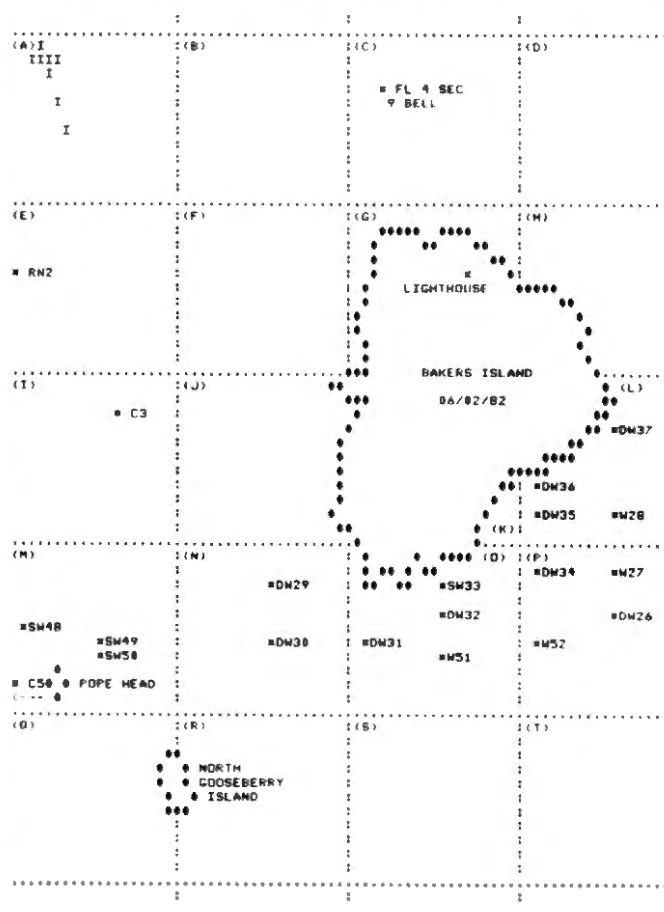 (A)I (B) (C) (D)
IIII
I
* FL 4 SEC
I 9 BELL
I
(E) (F) (G) (H)
* RN2 *
LIGHTHOUSE
BAKERS ISLAND
(I) (J) (L)
06/02/82
* C3
*DW37
*DW36
*DW35 *W28
(K)
(M) (N) (O) (P)
*DW34 *W27
*DW29 *SW33
*DW32 *DW26
*SW48
*SW49 *DW30 *DW31 *W52
*SW50 *W51
* C50 POPE HEAD
(---
(Q) (R) (S) (T)
NORTH
GOOSEBERRY
ISLAND